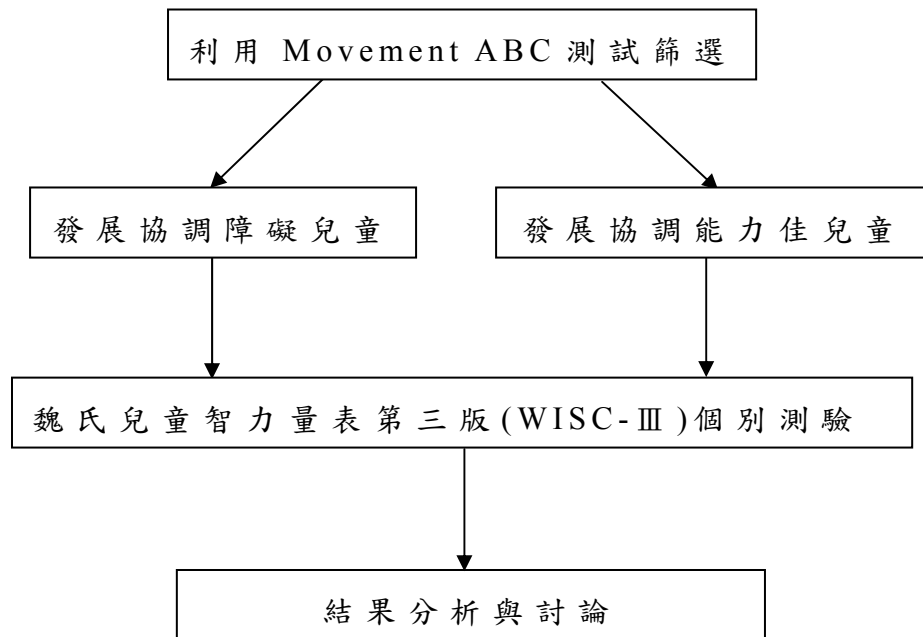 利用 Movement ABC 測試篩選
發展協調障礙兒童
發展協調能力佳兒童
魏氏兒童智力量表第三版(WISC-Ⅲ)個別測驗
結果分析與討論